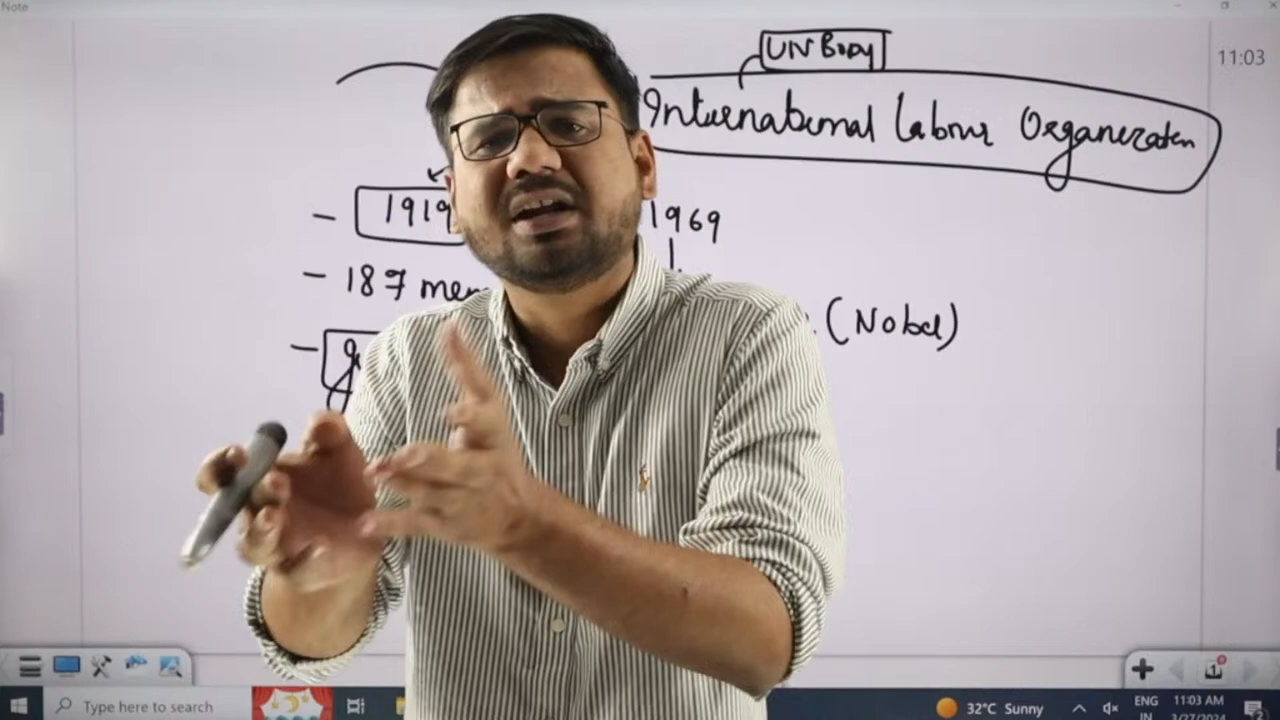 Note
UN Body
11:03
International Labour Organization
- 1919
1969
- 187 mem
(Nobel)
-
Type here to search
32°C Sunny
ENG
IN
11:03 AM